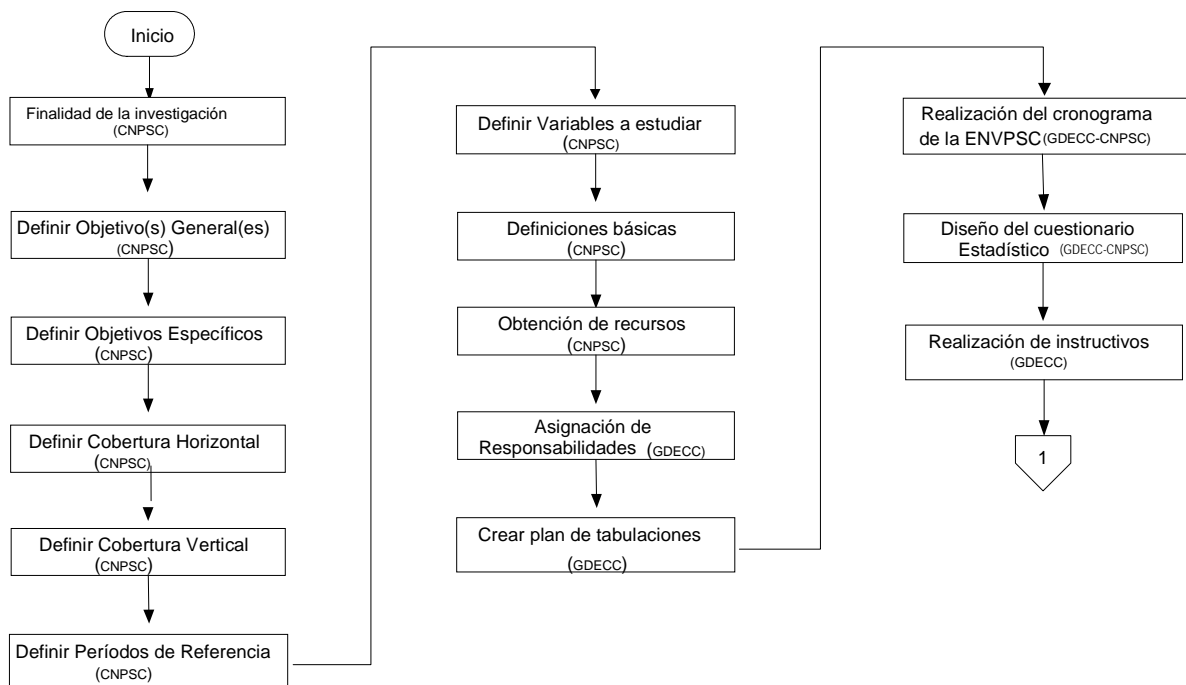 Inicio
Finalidad de la investigación
(CNPSC)
Definir Objetivo(s) General(es)
(CNPSC)
Definir Objetivos Específicos
(CNPSC)
Definir Cobertura Horizontal
(CNPSC)
Definir Cobertura Vertical
(CNPSC)
Definir Períodos de Referencia
(CNPSC)
Definir Variables a estudiar
(CNPSC)
Definiciones básicas
(CNPSC)
Obtención de recursos
(CNPSC)
Asignación de
Responsabilidades (GDECC)
Crear plan de tabulaciones
(GDECC)
Realización del cronograma
de la ENVPSC (GDECC-CNPSC)
Diseño del cuestionario
Estadístico (GDECC-CNPSC)
Realización de instructivos
(GDECC)
1